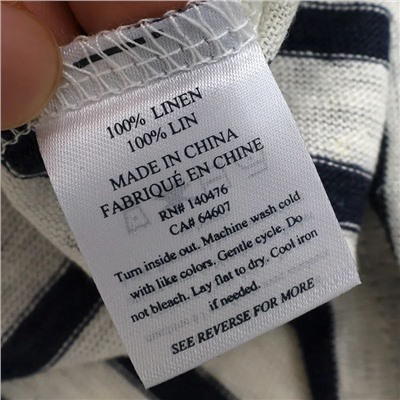 100% LINEN
100% LIN
MADE IN CHINA
FABRIQUÉ EN CHINE
RN# 140476
CA# 64607
Turn inside out. Machine wash cold
with like colors. Gentle cycle. Do
not bleach. Lay flat to dry. Cool iron
if needed.
SEE REVERSE FOR MORE